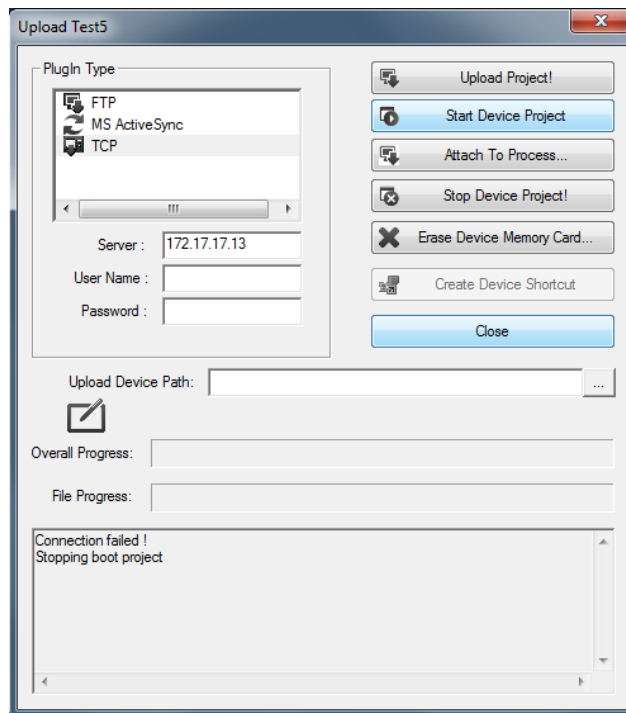 Upload Test5
PlugIn Type
FTP
MS ActiveSync
TCP
Server :
172.17.17.13
User Name :
Password :
Upload Project!
Start Device Project
Attach To Process...
Stop Device Project!
Erase Device Memory Card...
Create Device Shortcut
Close
Upload Device Path:
...
Overall Progress:
File Progress:
Connection failed !
Stopping boot project